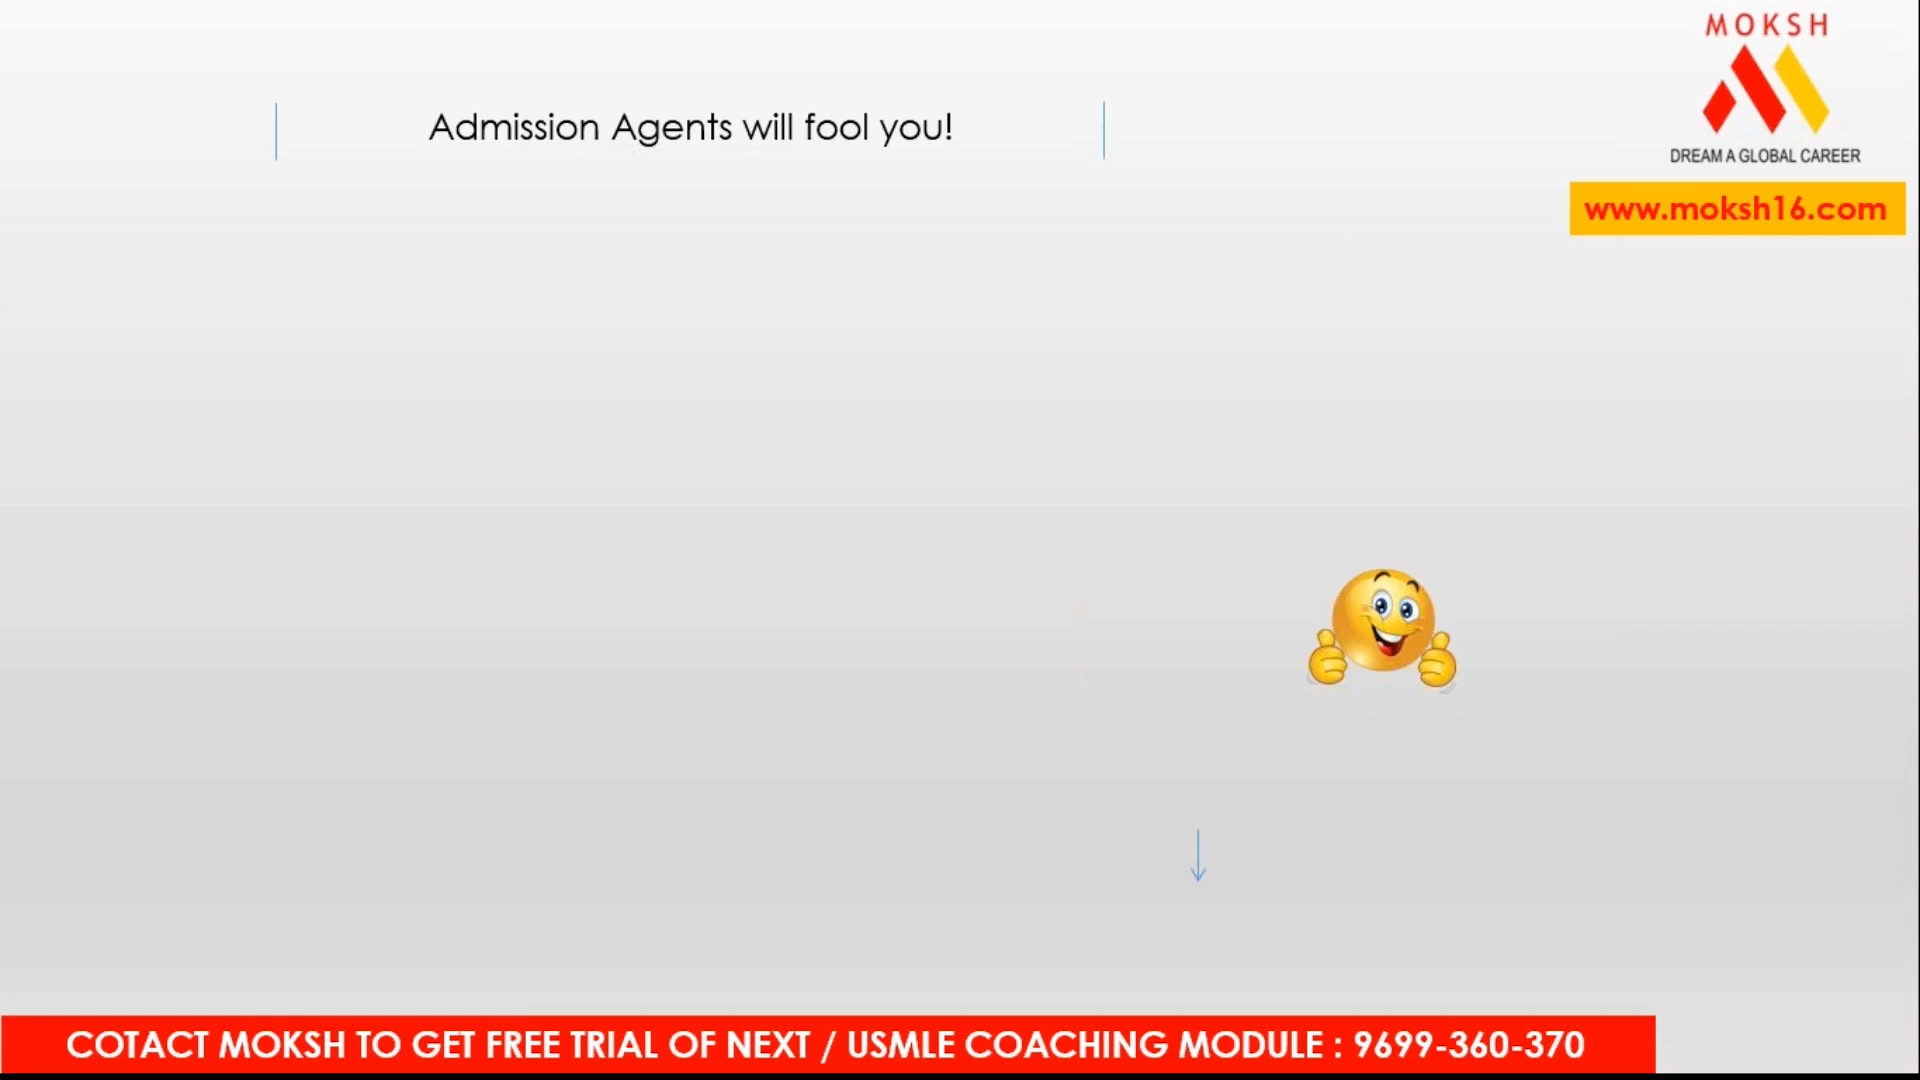 MOKSH
Admission Agents will fool you!
DREAM A GLOBAL CAREER
www.moksh16.com
COTACT MOKSH TO GET FREE TRIAL OF NEXT / USMLE COACHING MODULE : 9699-360-370